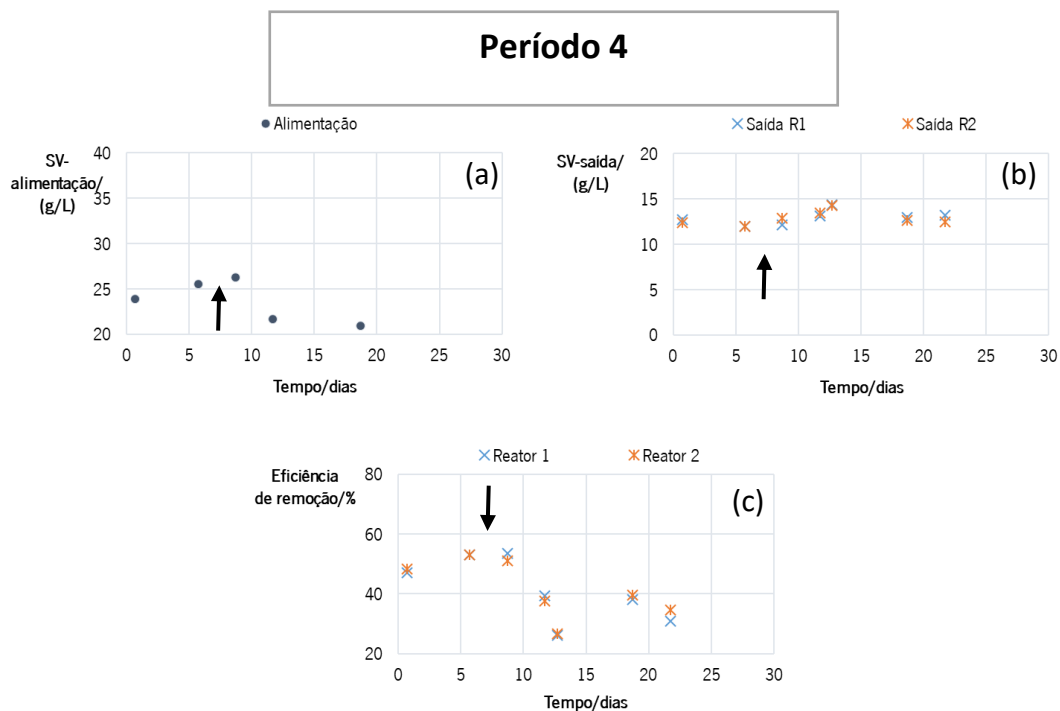 Período 4
Alimentação
SV-
alimentação/
(g/L)
(a)
40
35
30
25
20
0 5 10 15 20 25 30
Tempo/dias
Saída R1 Saída R2
SV-saída/
(g/L)
(b)
20
15
10
5
0
0 5 10 15 20 25 30
Tempo/dias
Reator 1 Reator 2
Eficiência
de remoção/%
(c)
80
60
40
20
0 5 10 15 20 25 30
Tempo/dias